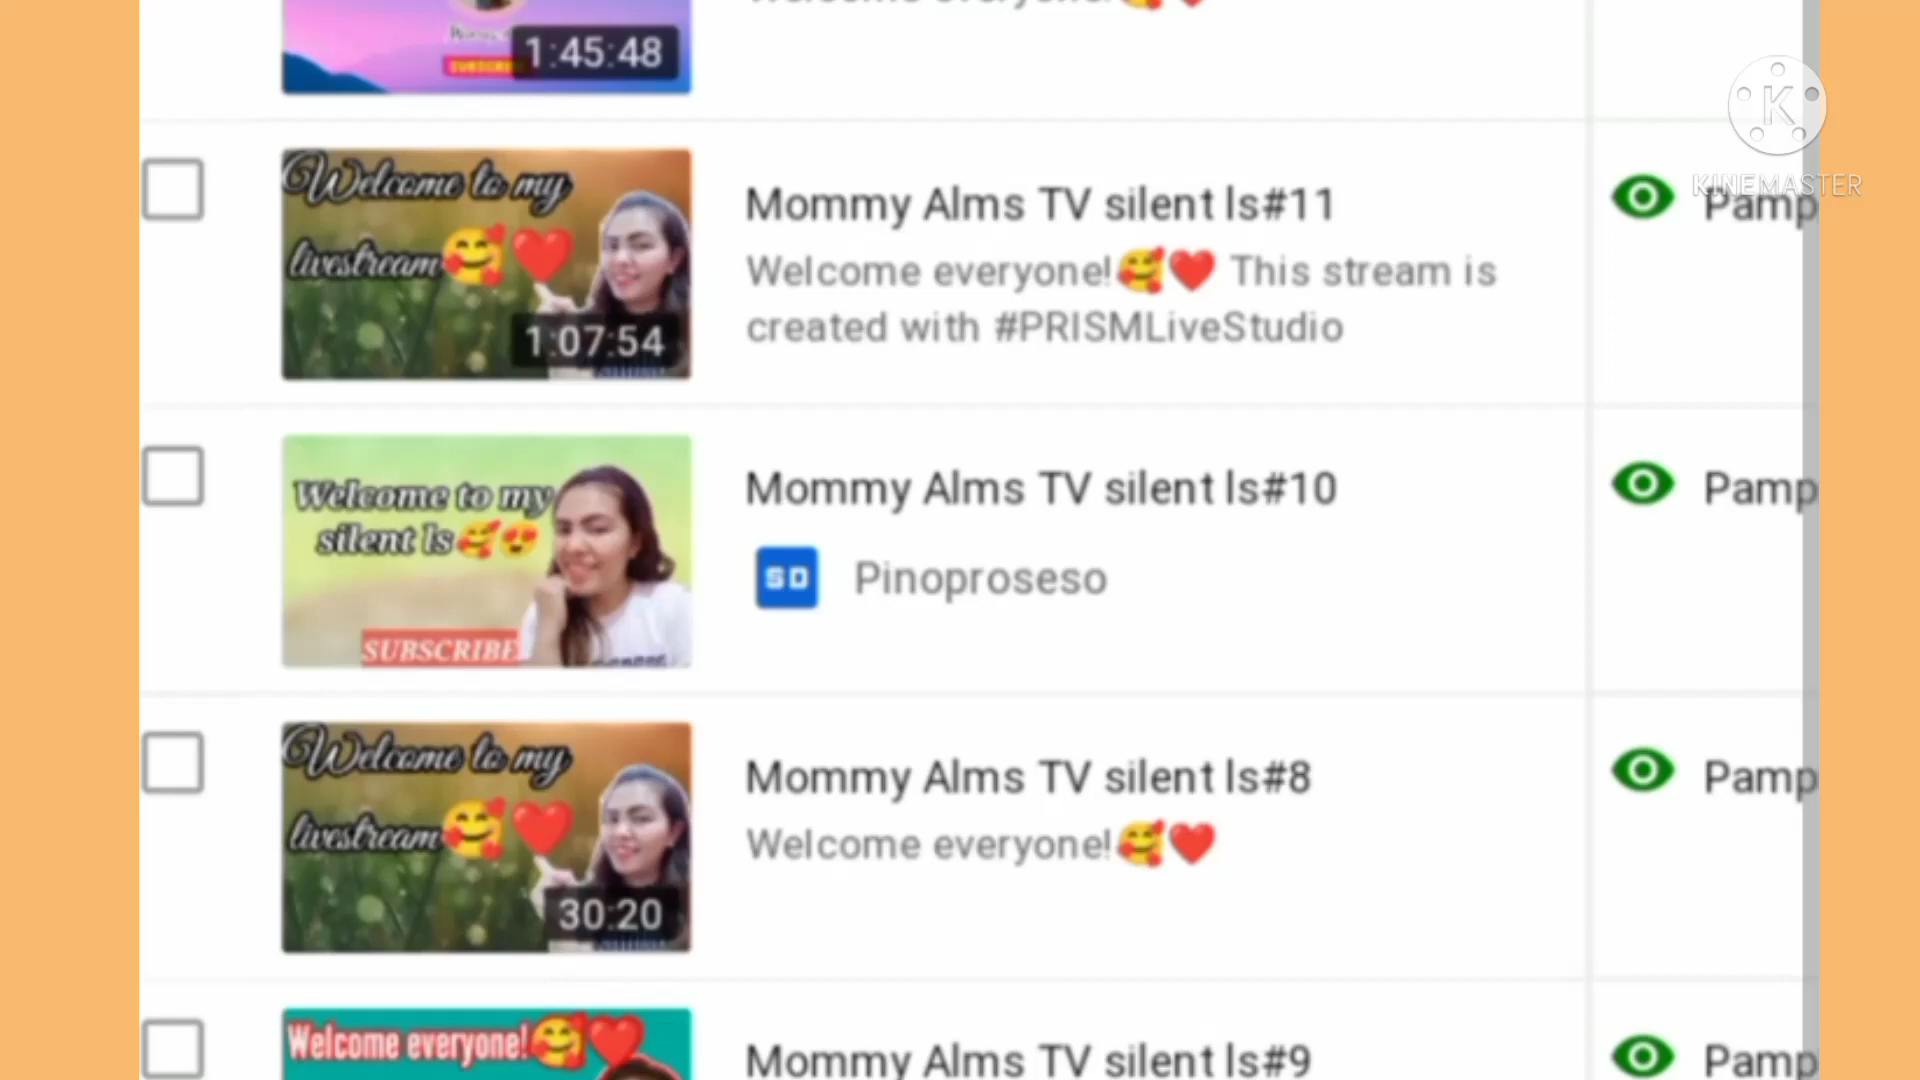 Welcome everyone!🥰❤️
SUBSCRIBE
1:45:48
KINEMASTER
Welcome to my
livestream🥰❤️
1:07:54
Mommy Alms TV silent ls#11
Welcome everyone!🥰❤️ This stream is
created with #PRISMLiveStudio
Pamp
Welcome to my
silent ls🥰😍
SUBSCRIBE
Mommy Alms TV silent ls#10
SD Pinoproseso
Pamp
Welcome to my
livestream🥰❤️
30:20
Mommy Alms TV silent ls#8
Welcome everyone!🥰❤️
Pamp
Welcome everyone!🥰❤️
Mommy Alms TV silent ls#9
Pamp